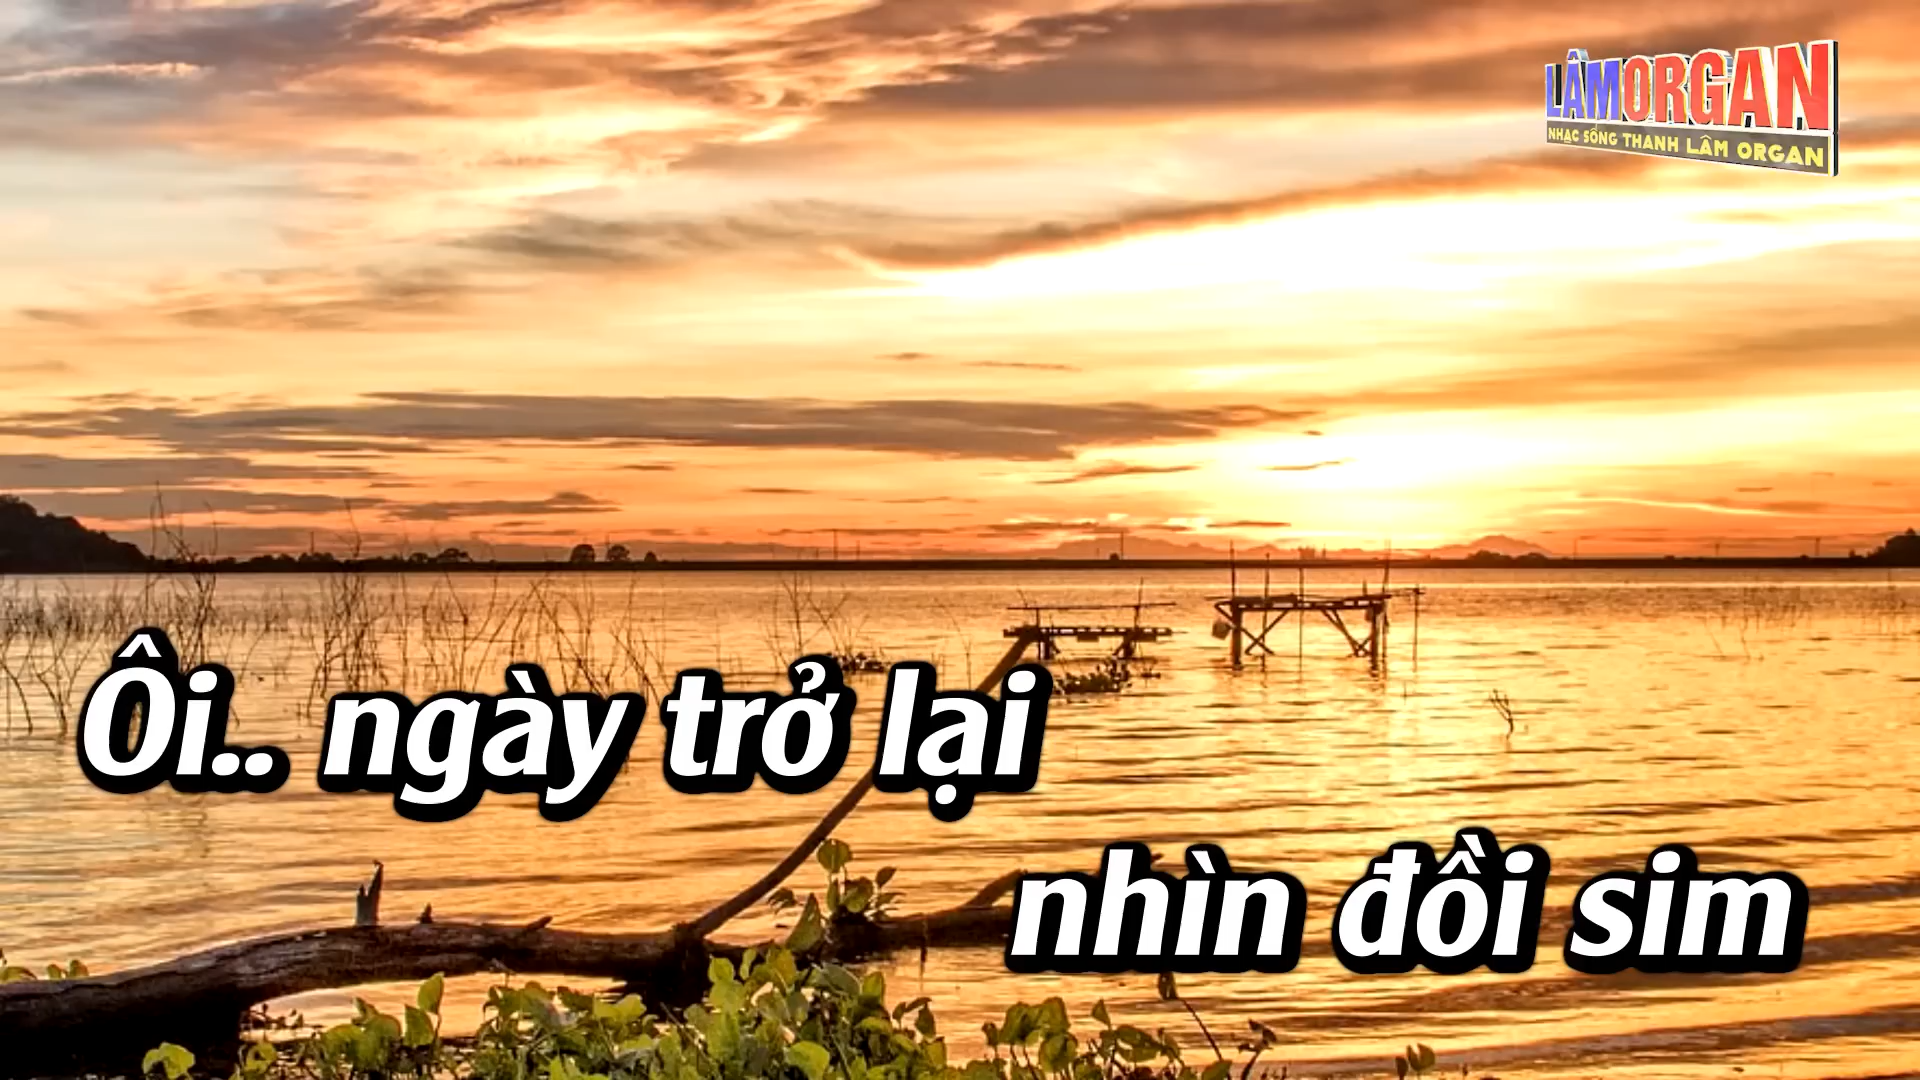 LÂMORGAN
NHẠC SỐNG THANH LÂM ORGAN
Ôi.. ngày trở lại
nhìn đồi sim